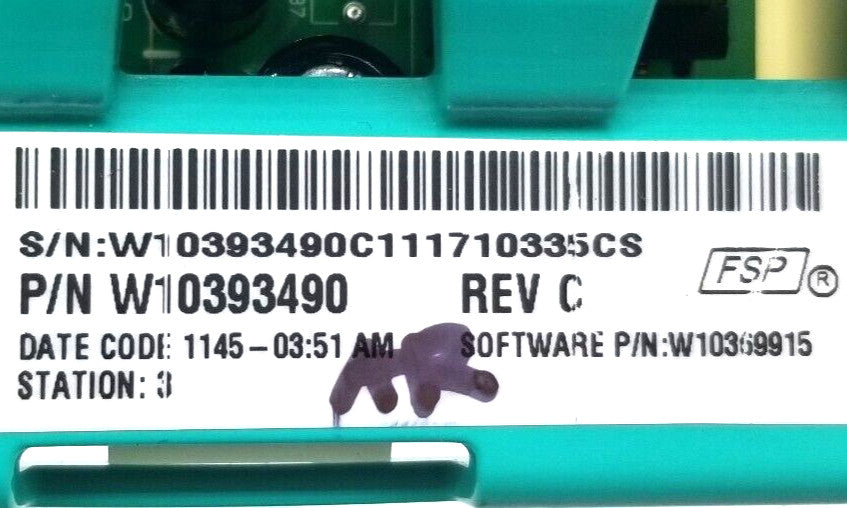 S/N:W10393490C111710335CS
P/N W10393490 REV C
FSP®
DATE CODE 1145-03:51 AM
SOFTWARE P/N:W10369915
STATION: 3